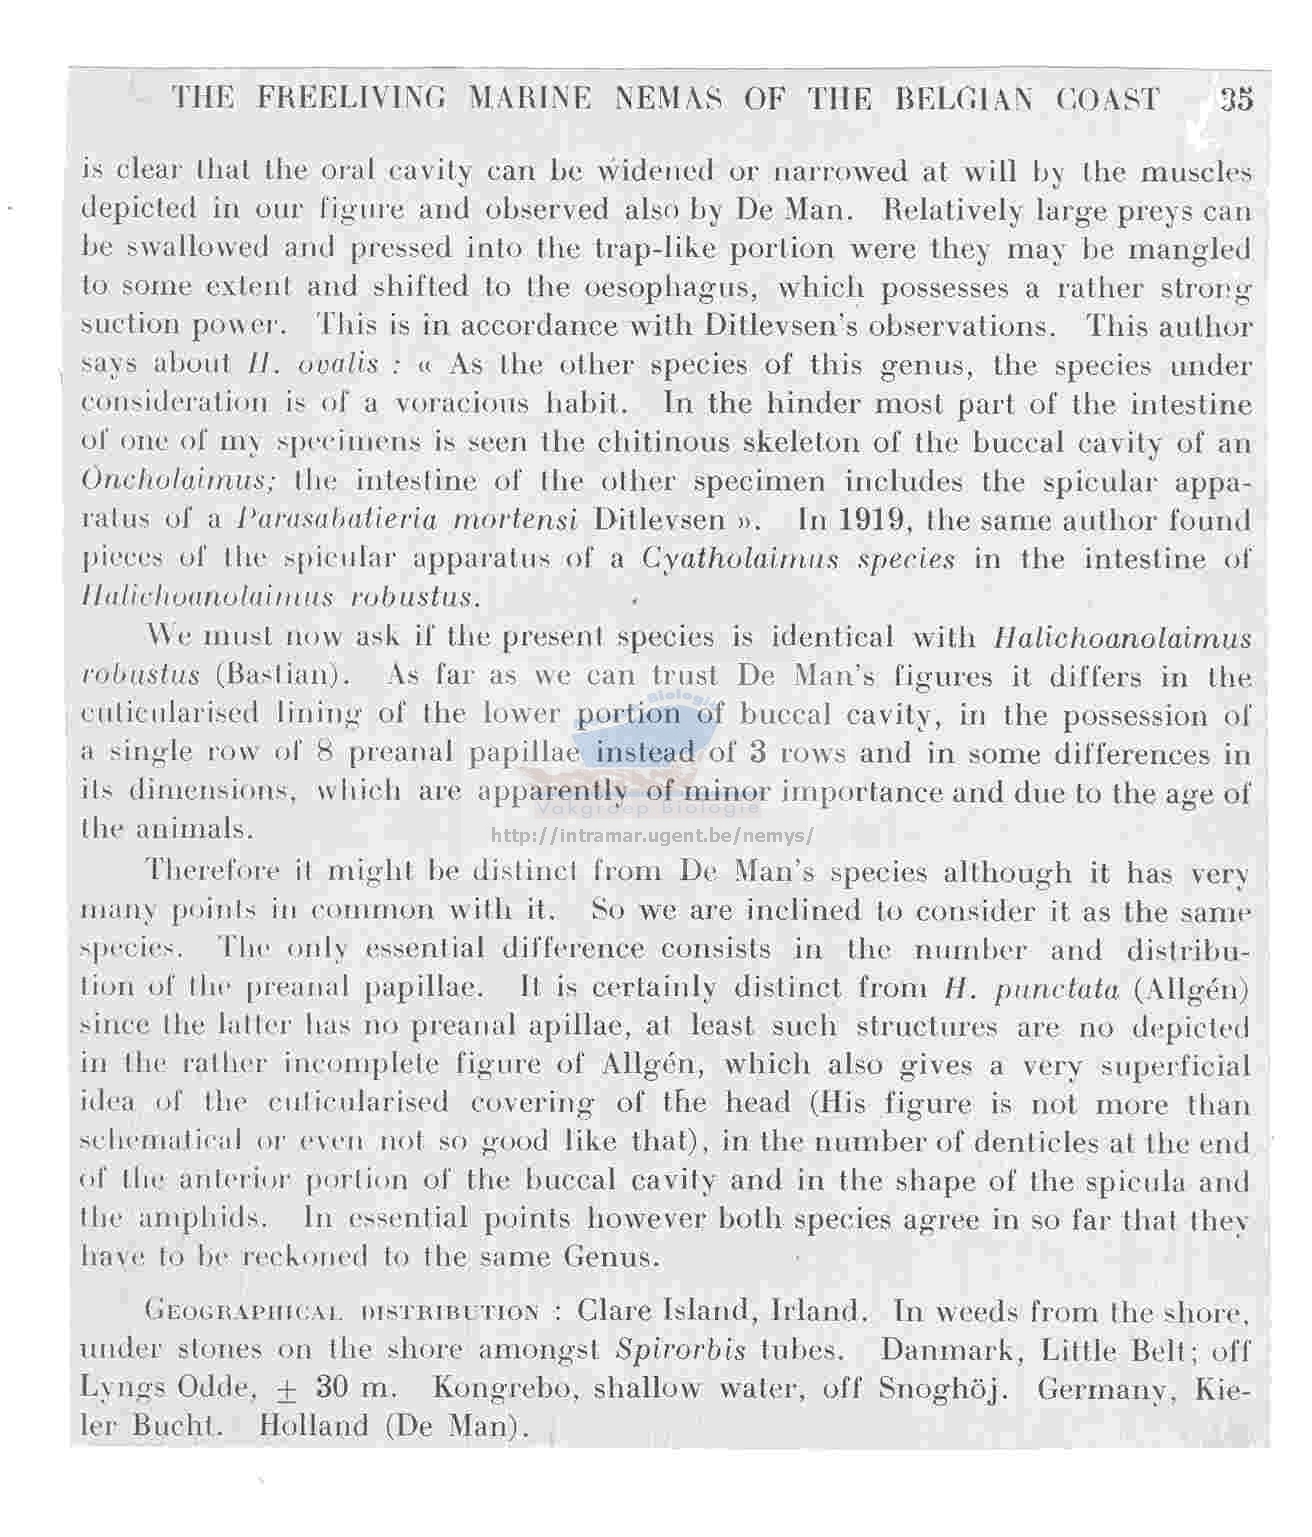 THE FREELIVING MARINE NEMAS OF THE BELGIAN COAST 35
is clear that the oral cavity can be widened or narrowed at will by the muscles
depicted in our figure and observed also by De Man. Relatively large preys can
be swallowed and pressed into the trap-like portion were they may be mangled
to some extent and shifted to the oesophagus, which possesses a rather strong
suction power. This is in accordance with Ditlevsen's observations. This author
says about H. ovalis : « As the other species of this genus, the species under
consideration is of a voracious habit. In the hinder most part of the intestine
of one of my specimens is seen the chitinous skeleton of the buccal cavity of an
Oncholaimus; the intestine of the other specimen includes the spicular appa-
ratus of a Parasabatieria mortensi Ditlevsen ». In 1919, the same author found
pieces of the spicular apparatus of a Cyatholaimus species in the intestine of
Halichoanolaimus robustus.
We must now ask if the present species is identical with Halichoanolaimus
robustus (Bastian). As far as we can trust De Man's figures it differs in the
cuticularised lining of the lower portion of buccal cavity, in the possession of
a single row of 8 preanal papillae instead of 3 rows and in some differences in
its dimensions, which are apparently of minor importance and due to the age of
the animals.
Biologie
Vakgroep Biologie
http://intramar.ugent.be/nemys/
Therefore it might be distinct from De Man's species although it has very
many points in common with it. So we are inclined to consider it as the same
species. The only essential difference consists in the number and distribu-
tion of the preanal papillae. It is certainly distinct from H. punctata (Allgén)
since the latter has no preanal apillae, at least such structures are no depicted
in the rather incomplete figure of Allgén, which also gives a very superficial
idea of the cuticularised covering of the head (His figure is not more than
schematical or even not so good like that), in the number of denticles at the end
of the anterior portion of the buccal cavity and in the shape of the spicula and
the amphids. In essential points however both species agree in so far that they
have to be reckoned to the same Genus.
GEOGRAPHICAL DISTRIBUTION : Clare Island, Irland. In weeds from the shore,
under stones on the shore amongst Spirorbis tubes. Danmark, Little Belt; off
Lyngs Odde, ± 30 m. Kongrebo, shallow water, off Snoghöj. Germany, Kie-
ler Bucht. Holland (De Man).